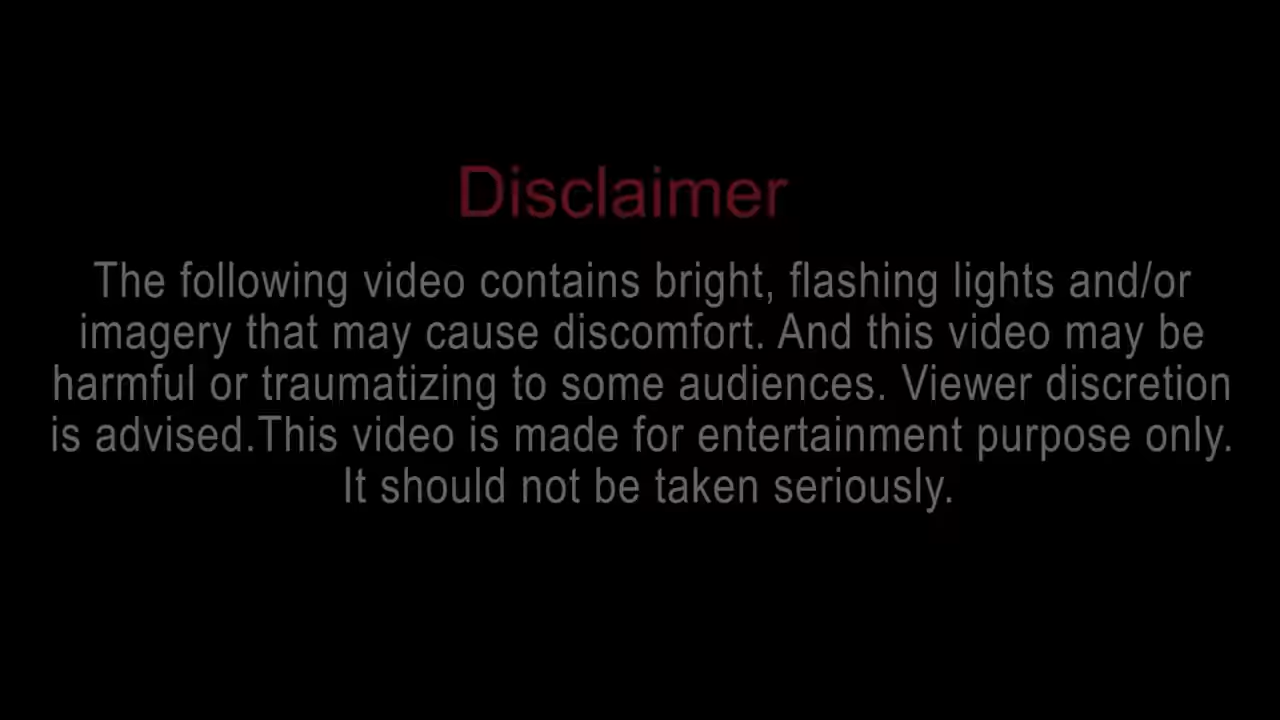 Disclaimer
The following video contains bright, flashing lights and/or
imagery that may cause discomfort. And this video may be
harmful or traumatizing to some audiences. Viewer discretion
is advised.This video is made for entertainment purpose only.
It should not be taken seriously.